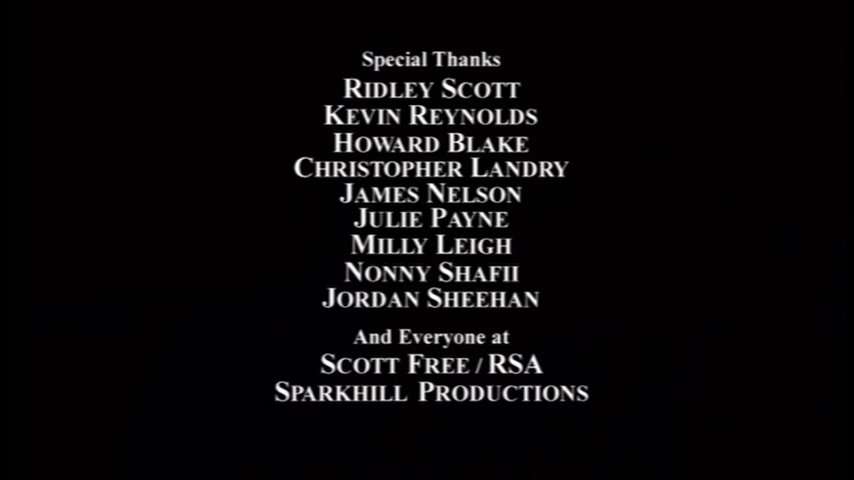 Special Thanks
RIDLEY SCOTT
KEVIN REYNOLDS
HOWARD BLAKE
CHRISTOPHER LANDRY
JAMES NELSON
JULIE PAYNE
MILLY LEIGH
NONNY SHAFII
JORDAN SHEEHAN
And Everyone at
SCOTT FREE / RSA
SPARKHILL PRODUCTIONS